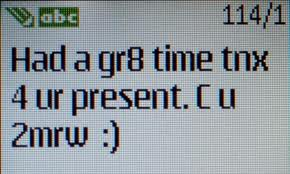 abc 114/1
Had a gr8 time tnx
4 ur present. C u
2mrw :)